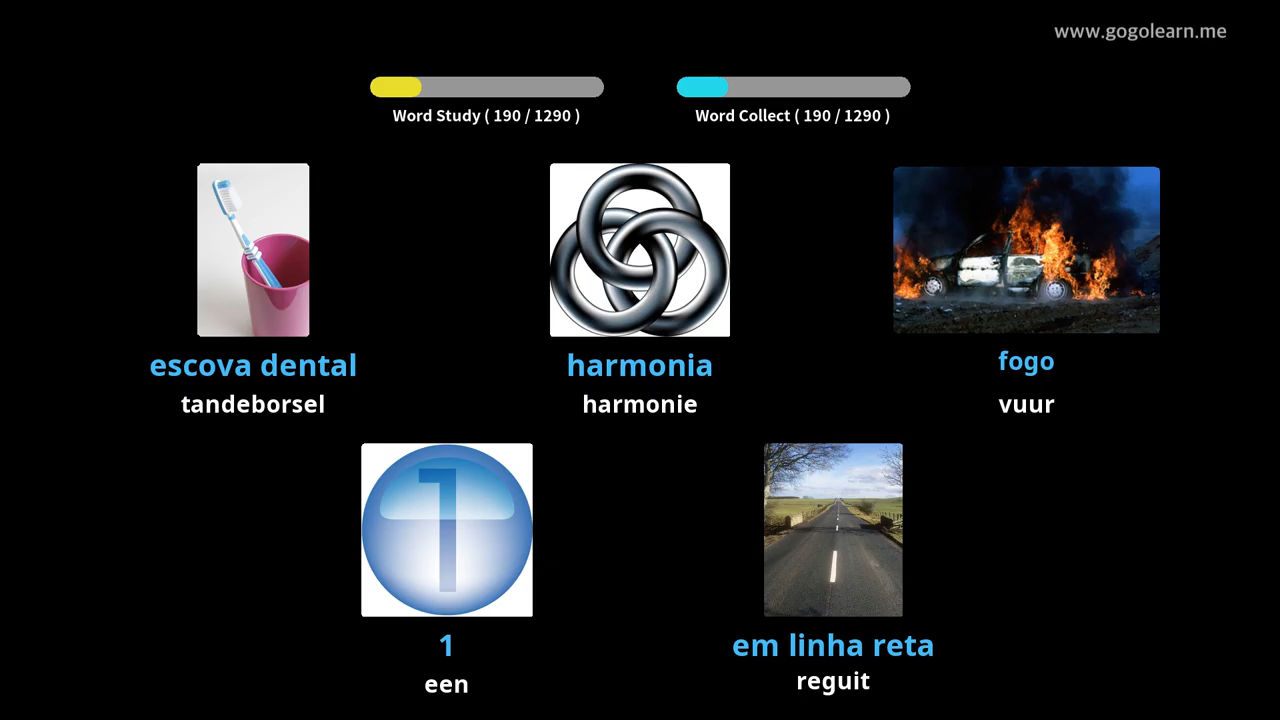 www.gogolearn.me
Word Study ( 190 / 1290 )
Word Collect ( 190 / 1290 )
escova dental
tandeborsel
harmonia
harmonie
fogo
vuur
1
1
een
em linha reta
reguit